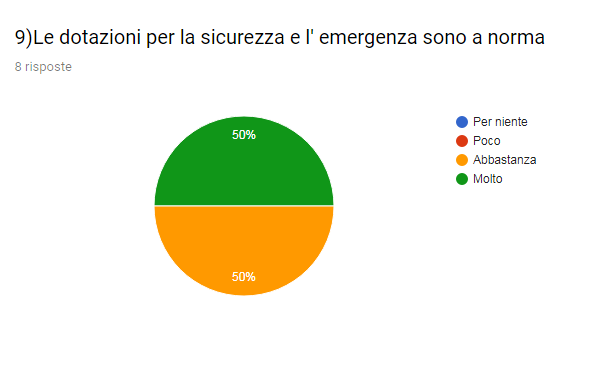 9)Le dotazioni per la sicurezza e l' emergenza sono a norma
8 risposte
50%
50%
Per niente
Poco
Abbastanza
Molto